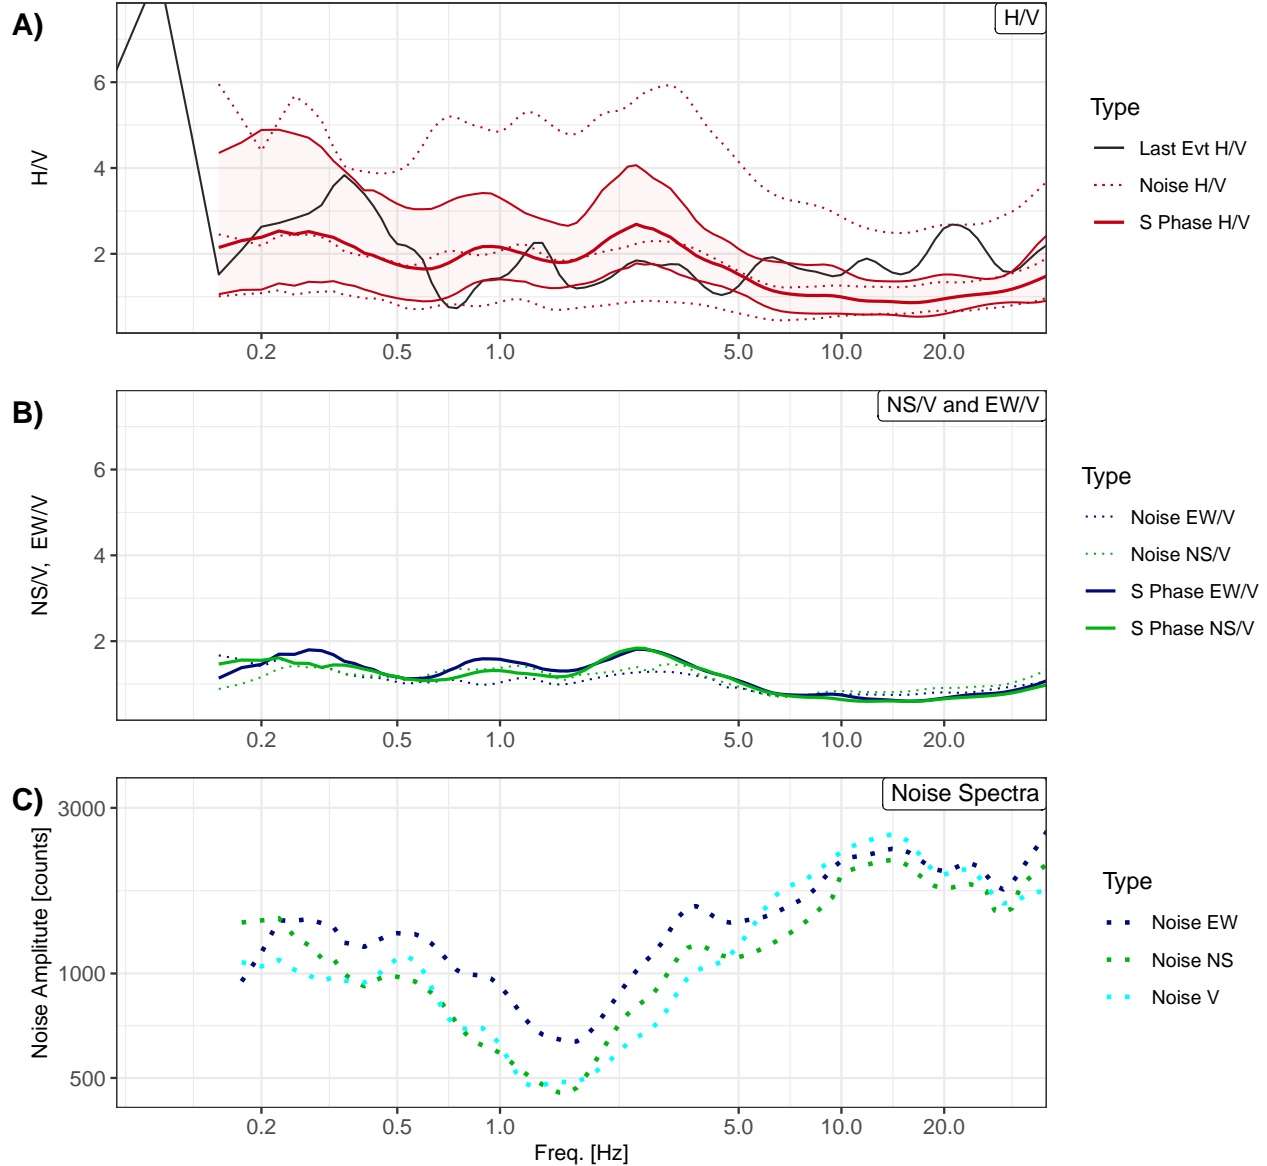 A)
H/V
H/V
6
4
2
0.2 0.5 1.0 5.0 10.0 20.0
Type
Last Evt H/V
Noise H/V
S Phase H/V
B)
NS/V and EW/V
NS/V, EW/V
6
4
2
0.2 0.5 1.0 5.0 10.0 20.0
Type
Noise EW/V
Noise NS/V
S Phase EW/V
S Phase NS/V
C)
Noise Spectra
Noise Amplitute [counts]
3000
1000
500
0.2 0.5 1.0 5.0 10.0 20.0
Freq. [Hz]
Type
Noise EW
Noise NS
Noise V